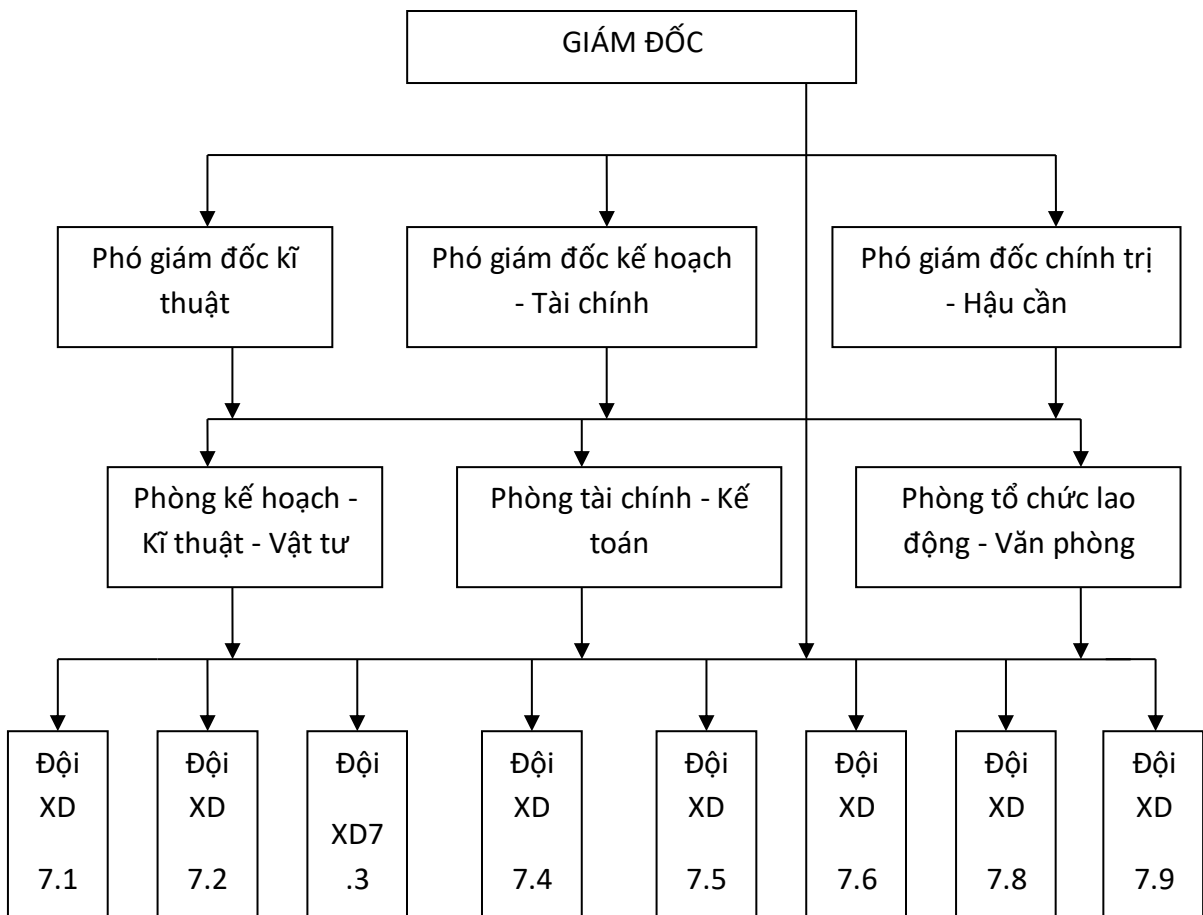 GIÁM ĐỐC
Phó giám đốc kĩ
thuật
Phó giám đốc kế hoạch
- Tài chính
Phó giám đốc chính trị
- Hậu cần
Phòng kế hoạch -
Kĩ thuật - Vật tư
Phòng tài chính - Kế
toán
Phòng tổ chức lao
động - Văn phòng
Đội
XD
7.1
Đội
XD
7.2
Đội
XD7
.3
Đội
XD
7.4
Đội
XD
7.5
Đội
XD
7.6
Đội
XD
7.8
Đội
XD
7.9